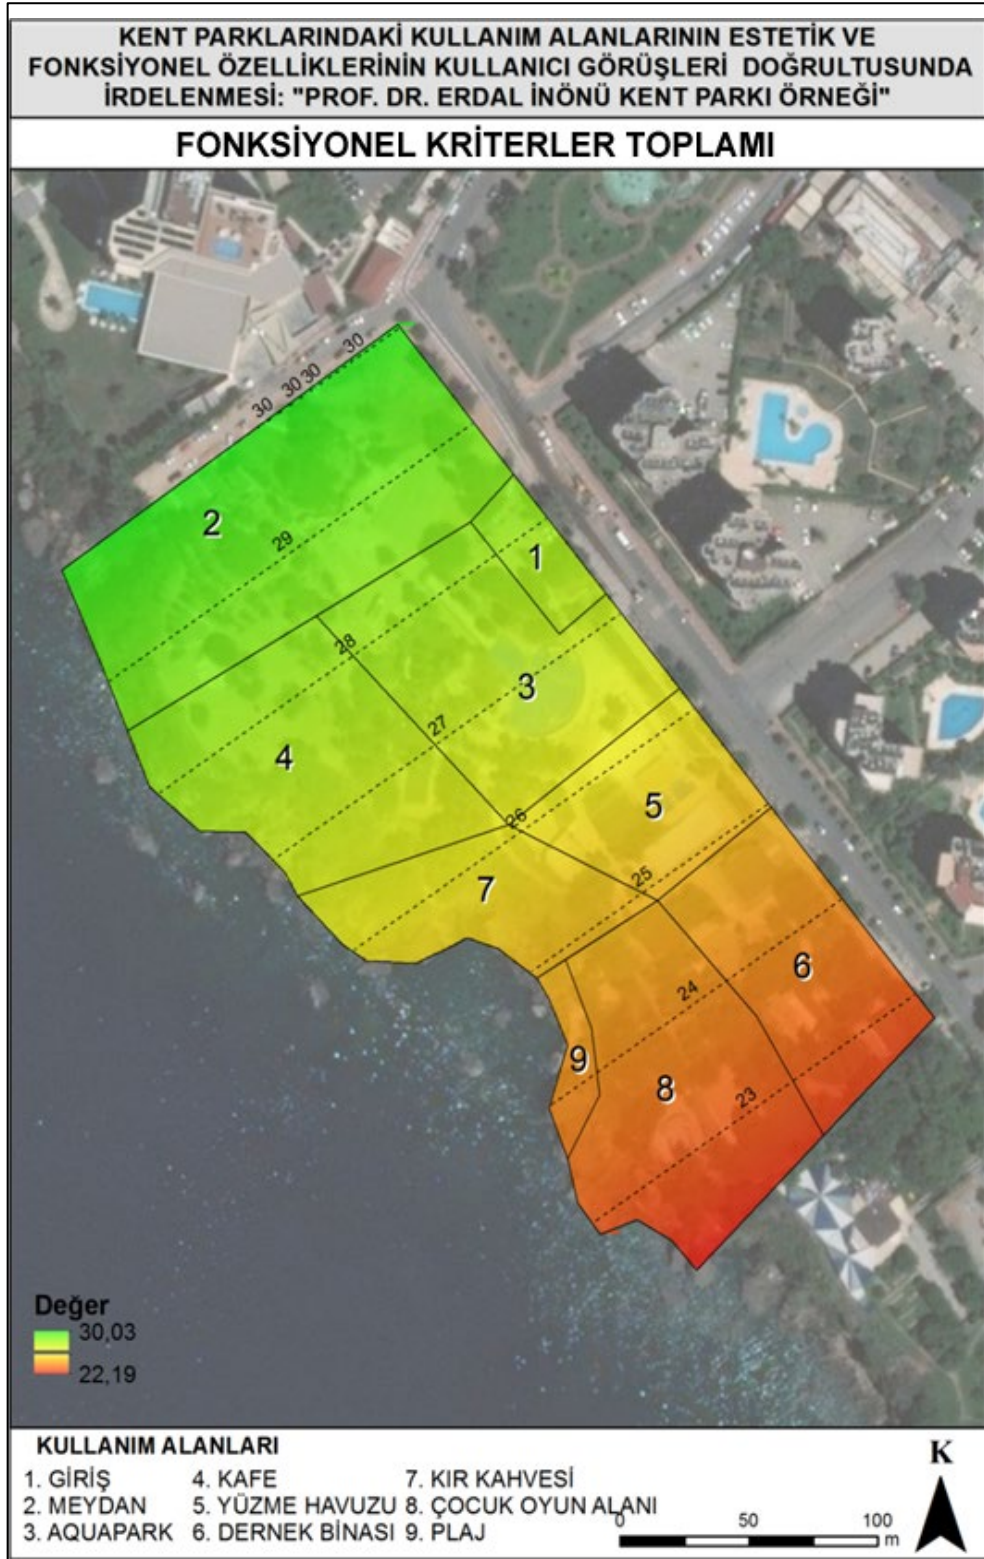 KENT PARKLARINDAKİ KULLANIM ALANLARININ ESTETİK VE
FONKSİYONEL ÖZELLİKLERİNİN KULLANICI GÖRÜŞLERİ DOĞRULTUSUNDA
İRDELENMESİ: "PROF. DR. ERDAL İNÖNÜ KENT PARKI ÖRNEĞİ"
FONKSİYONEL KRİTERLER TOPLAMI
30
30 30
30
2
29
1
28
3
27
4
5
26
25
7
6
24
9
8
23
Değer
30,03
22,19
KULLANIM ALANLARI
1. GİRİŞ 4. KAFE 7. KIR KAHVESİ
2. MEYDAN 5. YÜZME HAVUZU 8. ÇOCUK OYUN ALANI
3. AQUAPARK 6. DERNEK BİNASI 9. PLAJ
K
0 50 100
m